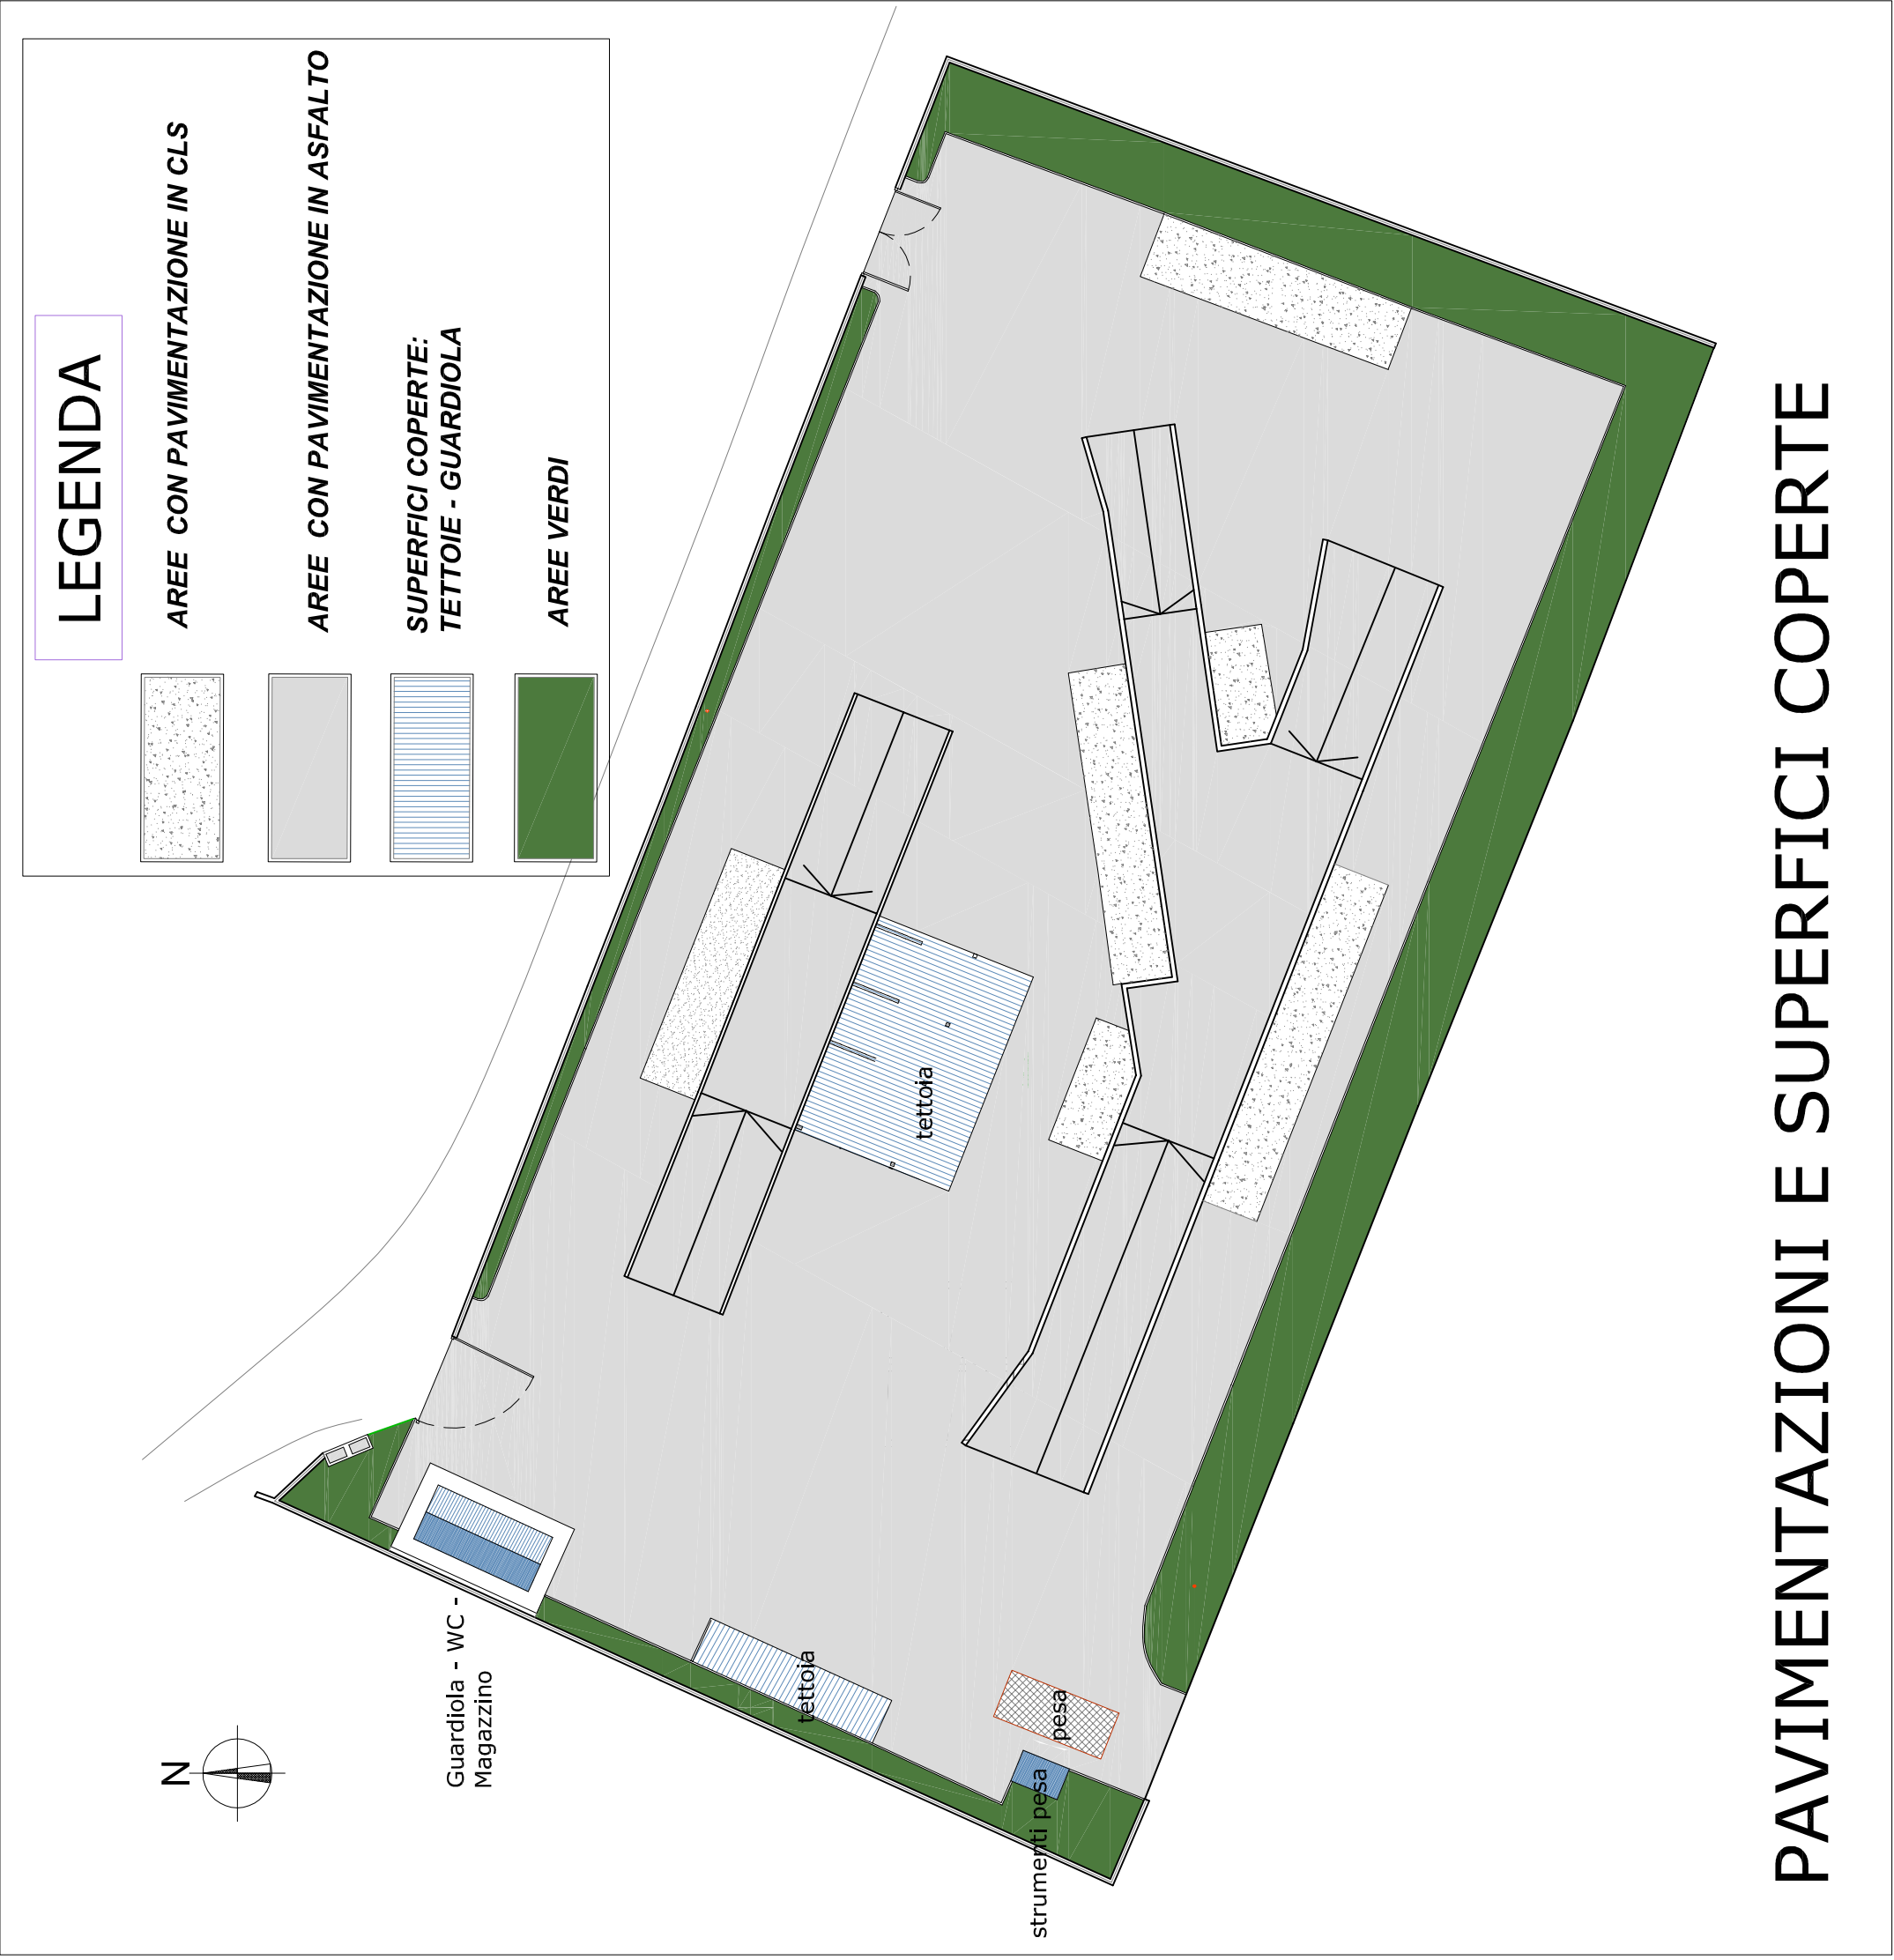 LEGENDA
AREE CON PAVIMENTAZIONE IN CLS
AREE CON PAVIMENTAZIONE IN ASFALTO
SUPERFICI COPERTE:
TETTOIE - GUARDIOLA
AREE VERDI
N
Guardiola - WC -
Magazzino
tettoia
tettoia
strumenti pesa
pesa
PAVIMENTAZIONI E SUPERFICI COPERTE